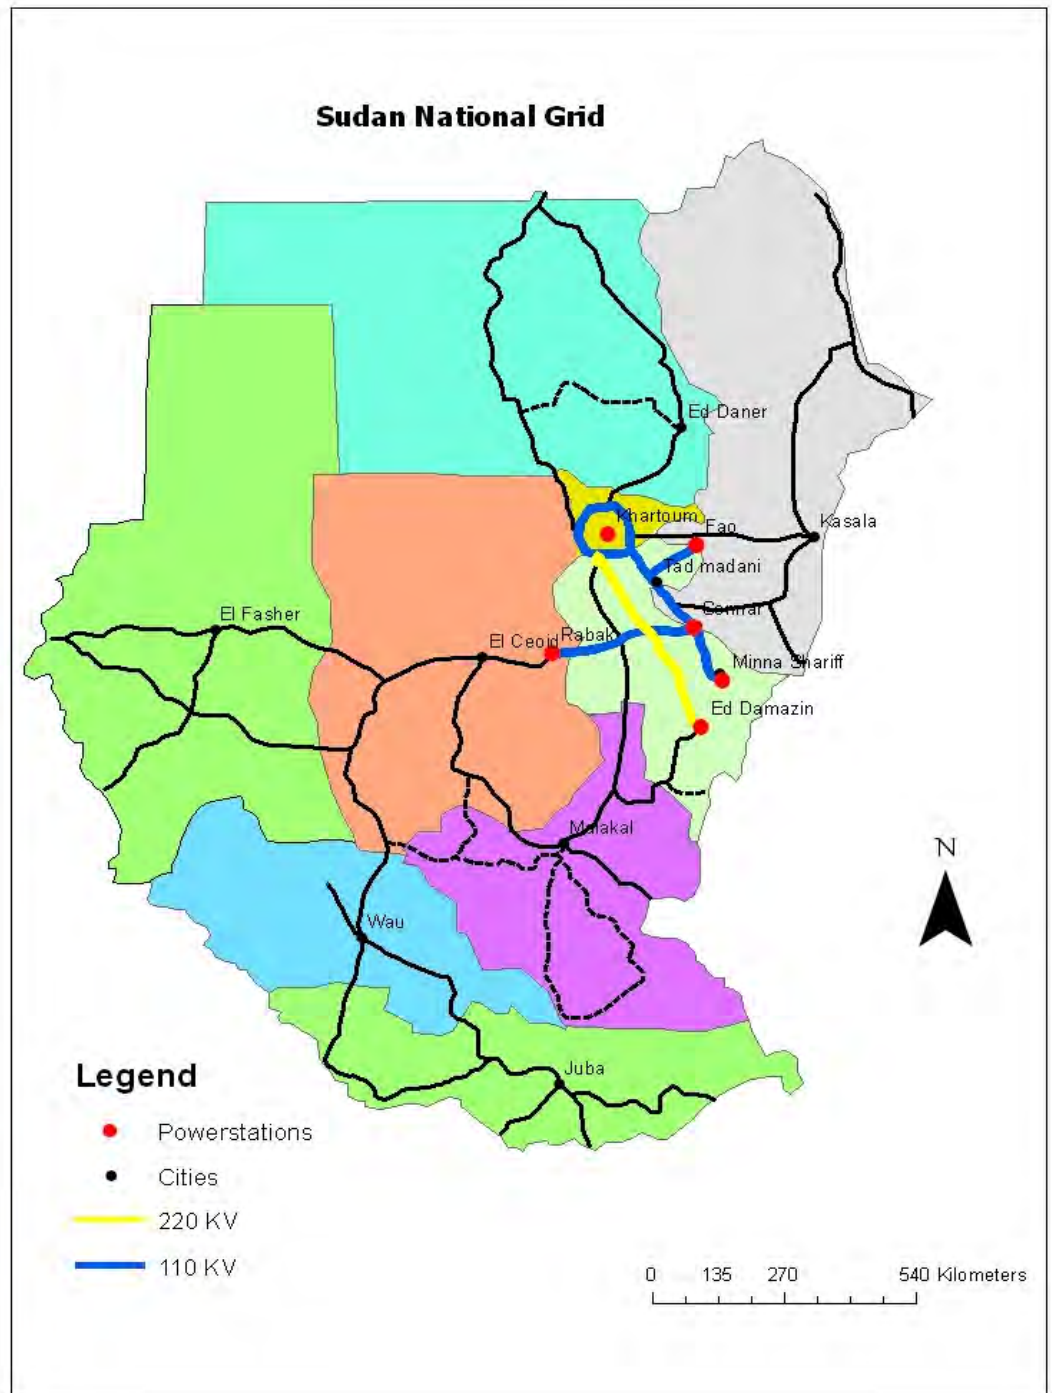 Sudan National Grid
Ed Daner
Khartoum
Fao
Kasala
Tad madani
Sennar
El Fasher
El Ceoid
Rabak
Minna Shariff
Ed Damazin
Malakal
N
Wau
Juba
Legend
Powerstations
Cities
220 KV
110 KV
0 135 270 540 Kilometers